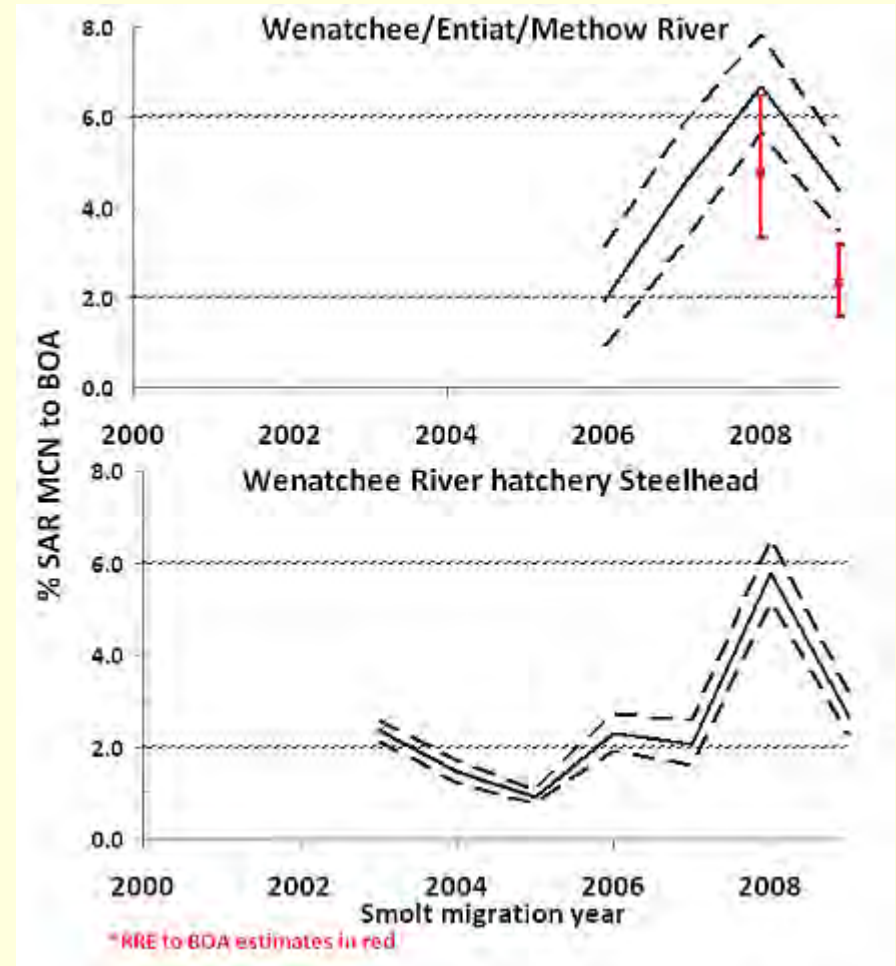 Wenatchee/Entiat/Methow River
8.0
6.0
4.0
2.0
0.0
2000 2002 2004 2006 2008
% SAR MCN to BOA
Wenatchee River hatchery Steelhead
8.0
6.0
4.0
2.0
0.0
2000 2002 2004 2006 2008
Smolt migration year
*RRE to BOA estimates in red